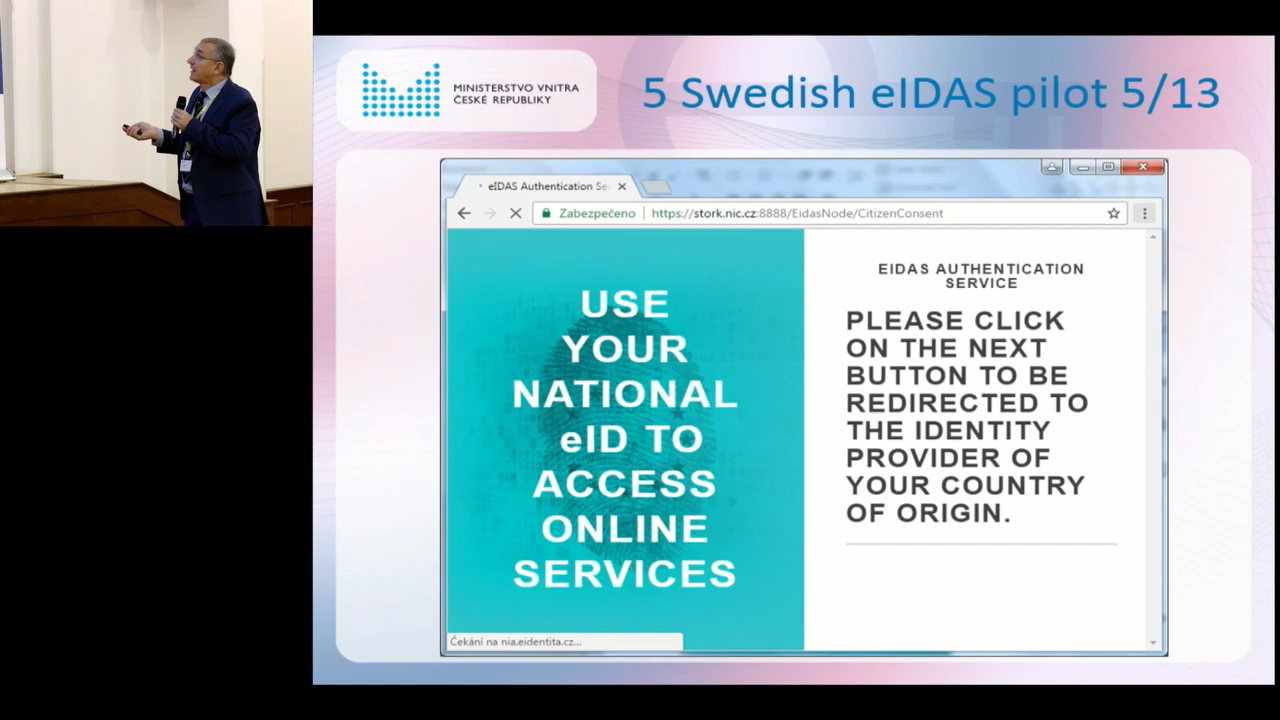 MINISTERSTVO VNITRA
ČESKÉ REPUBLIKY
5 Swedish eIDAS pilot 5/13
eIDAS Authentication Se
Zabezpečeno
https://stork.nic.cz:8888/EidasNode/CitizenConsent
USE
YOUR
NATIONAL
eID TO
ACCESS
ONLINE
SERVICES
EIDAS AUTHENTICATION
SERVICE
PLEASE CLICK
ON THE NEXT
BUTTON TO BE
REDIRECTED TO
THE IDENTITY
PROVIDER OF
YOUR COUNTRY
OF ORIGIN.
Čekání na nia.eidentita.cz...